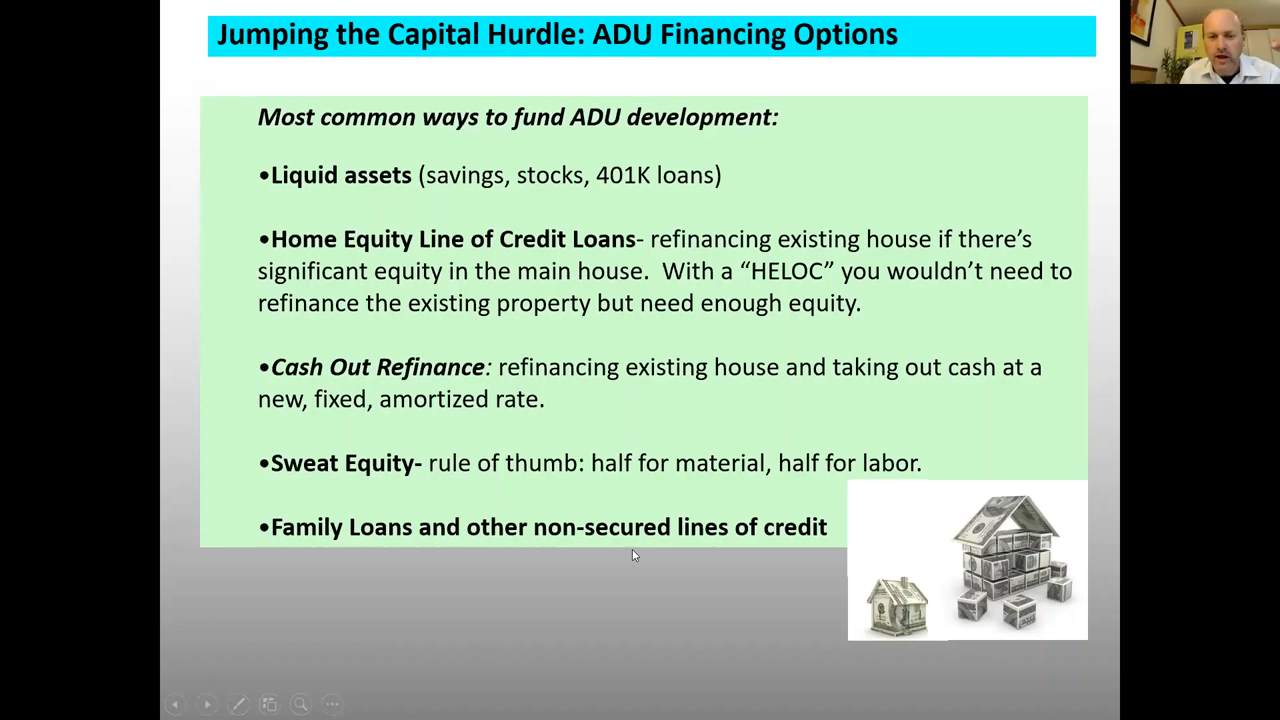 Jumping the Capital Hurdle: ADU Financing Options
Most common ways to fund ADU development:
•Liquid assets (savings, stocks, 401K loans)
•Home Equity Line of Credit Loans- refinancing existing house if there’s
significant equity in the main house.  With a “HELOC” you wouldn’t need to
refinance the existing property but need enough equity.
•Cash Out Refinance: refinancing existing house and taking out cash at a
new, fixed, amortized rate.
•Sweat Equity- rule of thumb: half for material, half for labor.
•Family Loans and other non-secured lines of credit